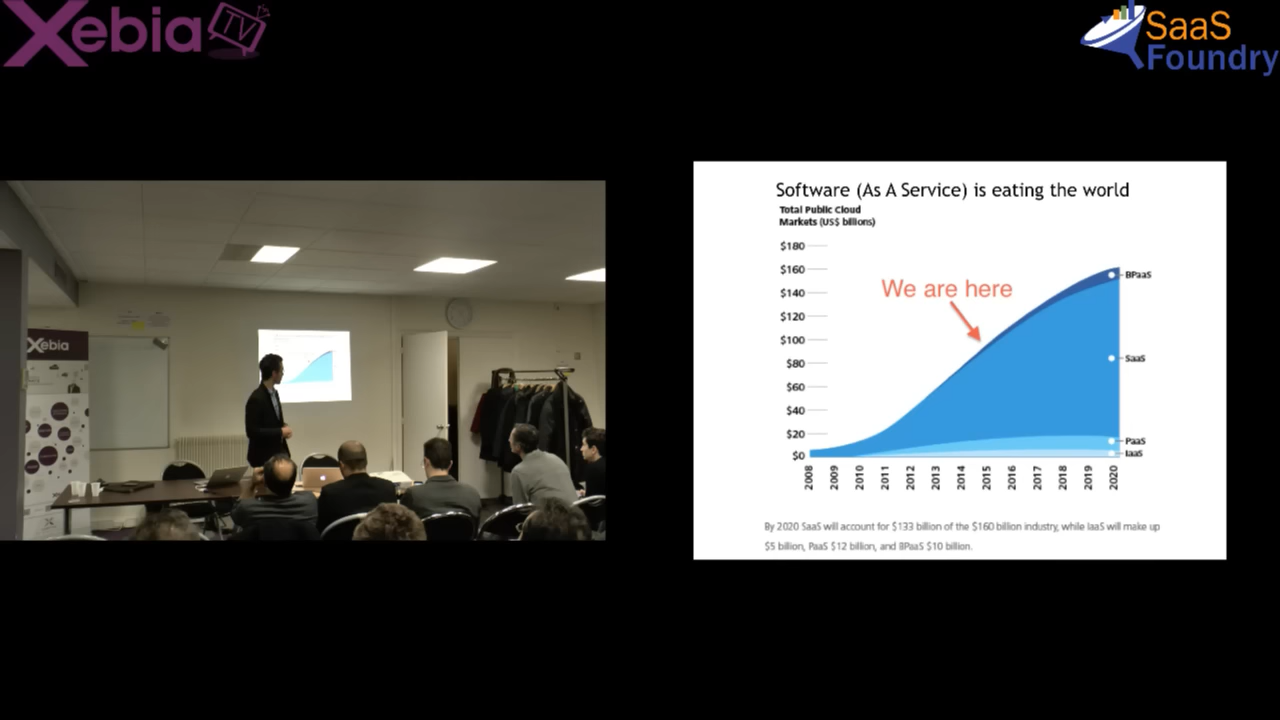 Xebia TV
SaaS
Foundry
Xebia
Software (As A Service) is eating the world
Total Public Cloud
Markets (US$ billions)
$180
$160
$140
$120
$100
$80
$60
$40
$20
$0
We are here
BPaaS
SaaS
PaaS
IaaS
2008 2009 2010 2011 2012 2013 2014 2015 2016 2017 2018 2019 2020
By 2020 SaaS will account for $133 billion of the $160 billion industry, while IaaS will make up
$5 billion, PaaS $12 billion, and BPaaS $10 billion.